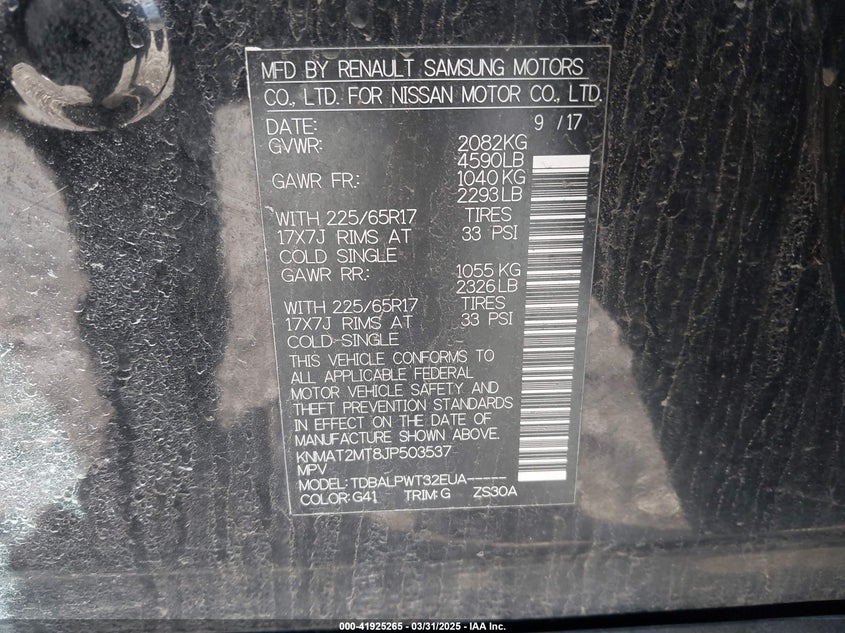 MFD BY RENAULT SAMSUNG MOTORS
CO., LTD. FOR NISSAN MOTOR CO., LTD.
DATE: 9 /17
GVWR: 2082KG
4590LB
GAWR FR.: 1040 KG
2293LB
WITH 225/65R17 TIRES
17X7J RIMS AT 33 PSI
COLD SINGLE
GAWR RR.: 1055 KG
2326LB
WITH 225/65R17 TIRES
17X7J RIMS AT 33 PSI
COLD-SINGLE
THIS VEHICLE CONFORMS TO
ALL APPLICABLE FEDERAL
MOTOR VEHICLE SAFETY AND
THEFT PREVENTION STANDARDS
IN EFFECT ON THE DATE OF
MANUFACTURE SHOWN ABOVE.
KNMAT2MT8JP503537
MPV
MODEL: TDBALPWT32EUA-----
COLOR: G41 TRIM: G ZS30A
000-41925265 - 03/31/2025 - IAA Inc.